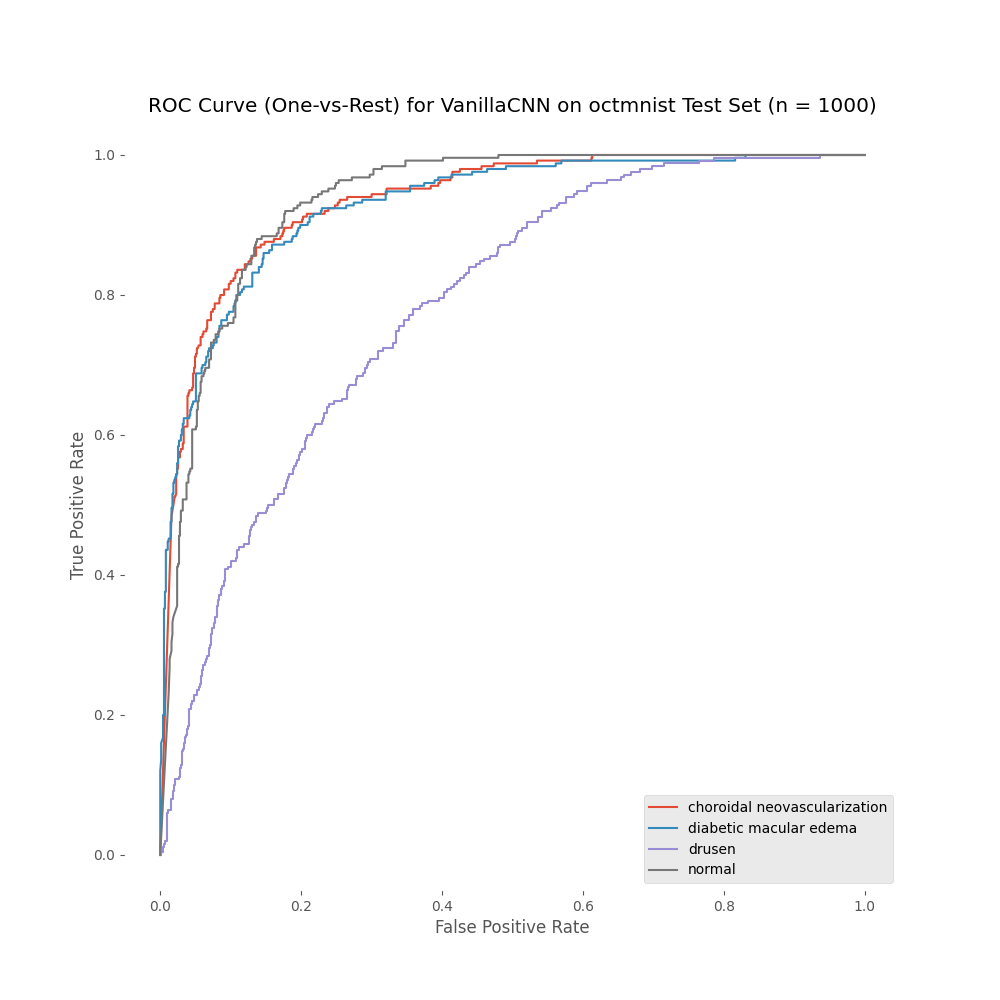 ROC Curve (One-vs-Rest) for VanillaCNN on octmnist Test Set (n = 1000)
1.0
0.8
0.6
0.4
0.2
0.0
True Positive Rate
choroidal neovascularization
diabetic macular edema
drusen
normal
0.0 0.2 0.4 0.6 0.8 1.0
False Positive Rate